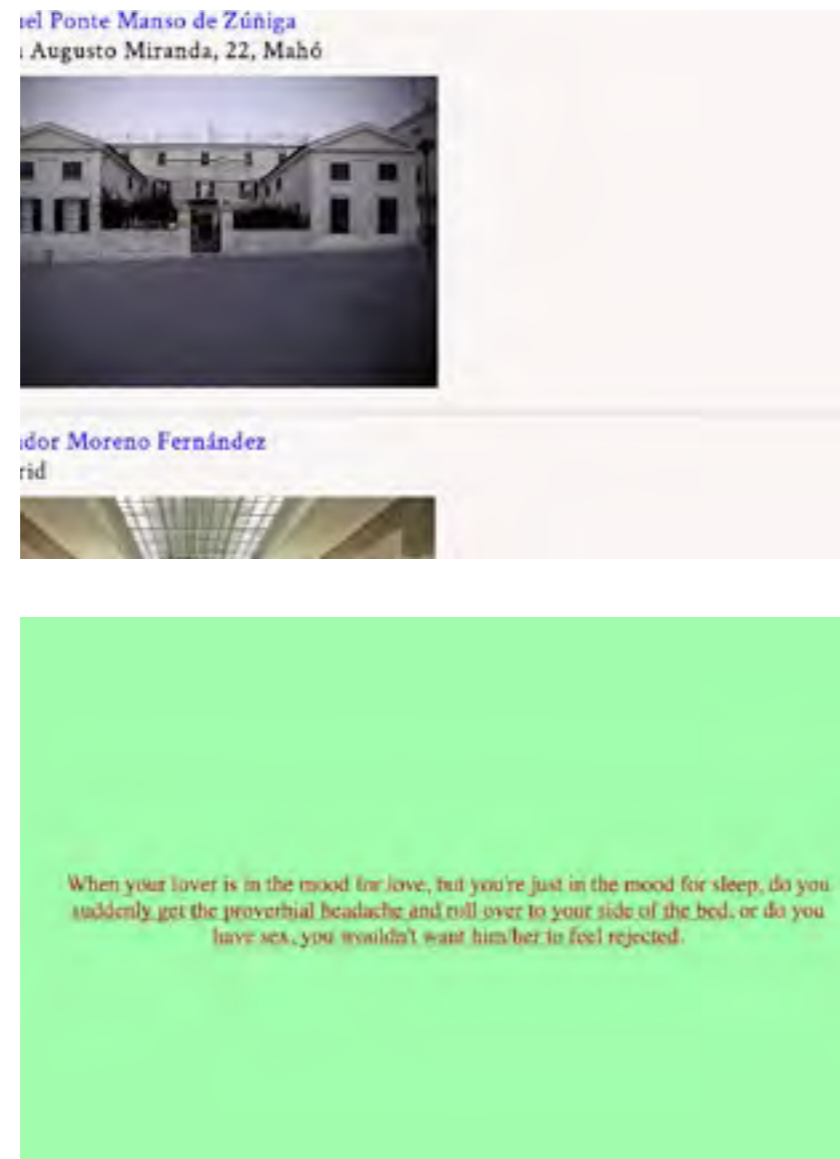 uel Ponte Manso de Zúñiga
Augusto Miranda, 22, Mahó
ador Moreno Fernández
rid
When your lover is in the mood for love, but you're just in the mood for sleep, do you
suddenly get the proverbial headache and roll over to your side of the bed, or do you
have sex, you wouldn't want him/her to feel rejected.